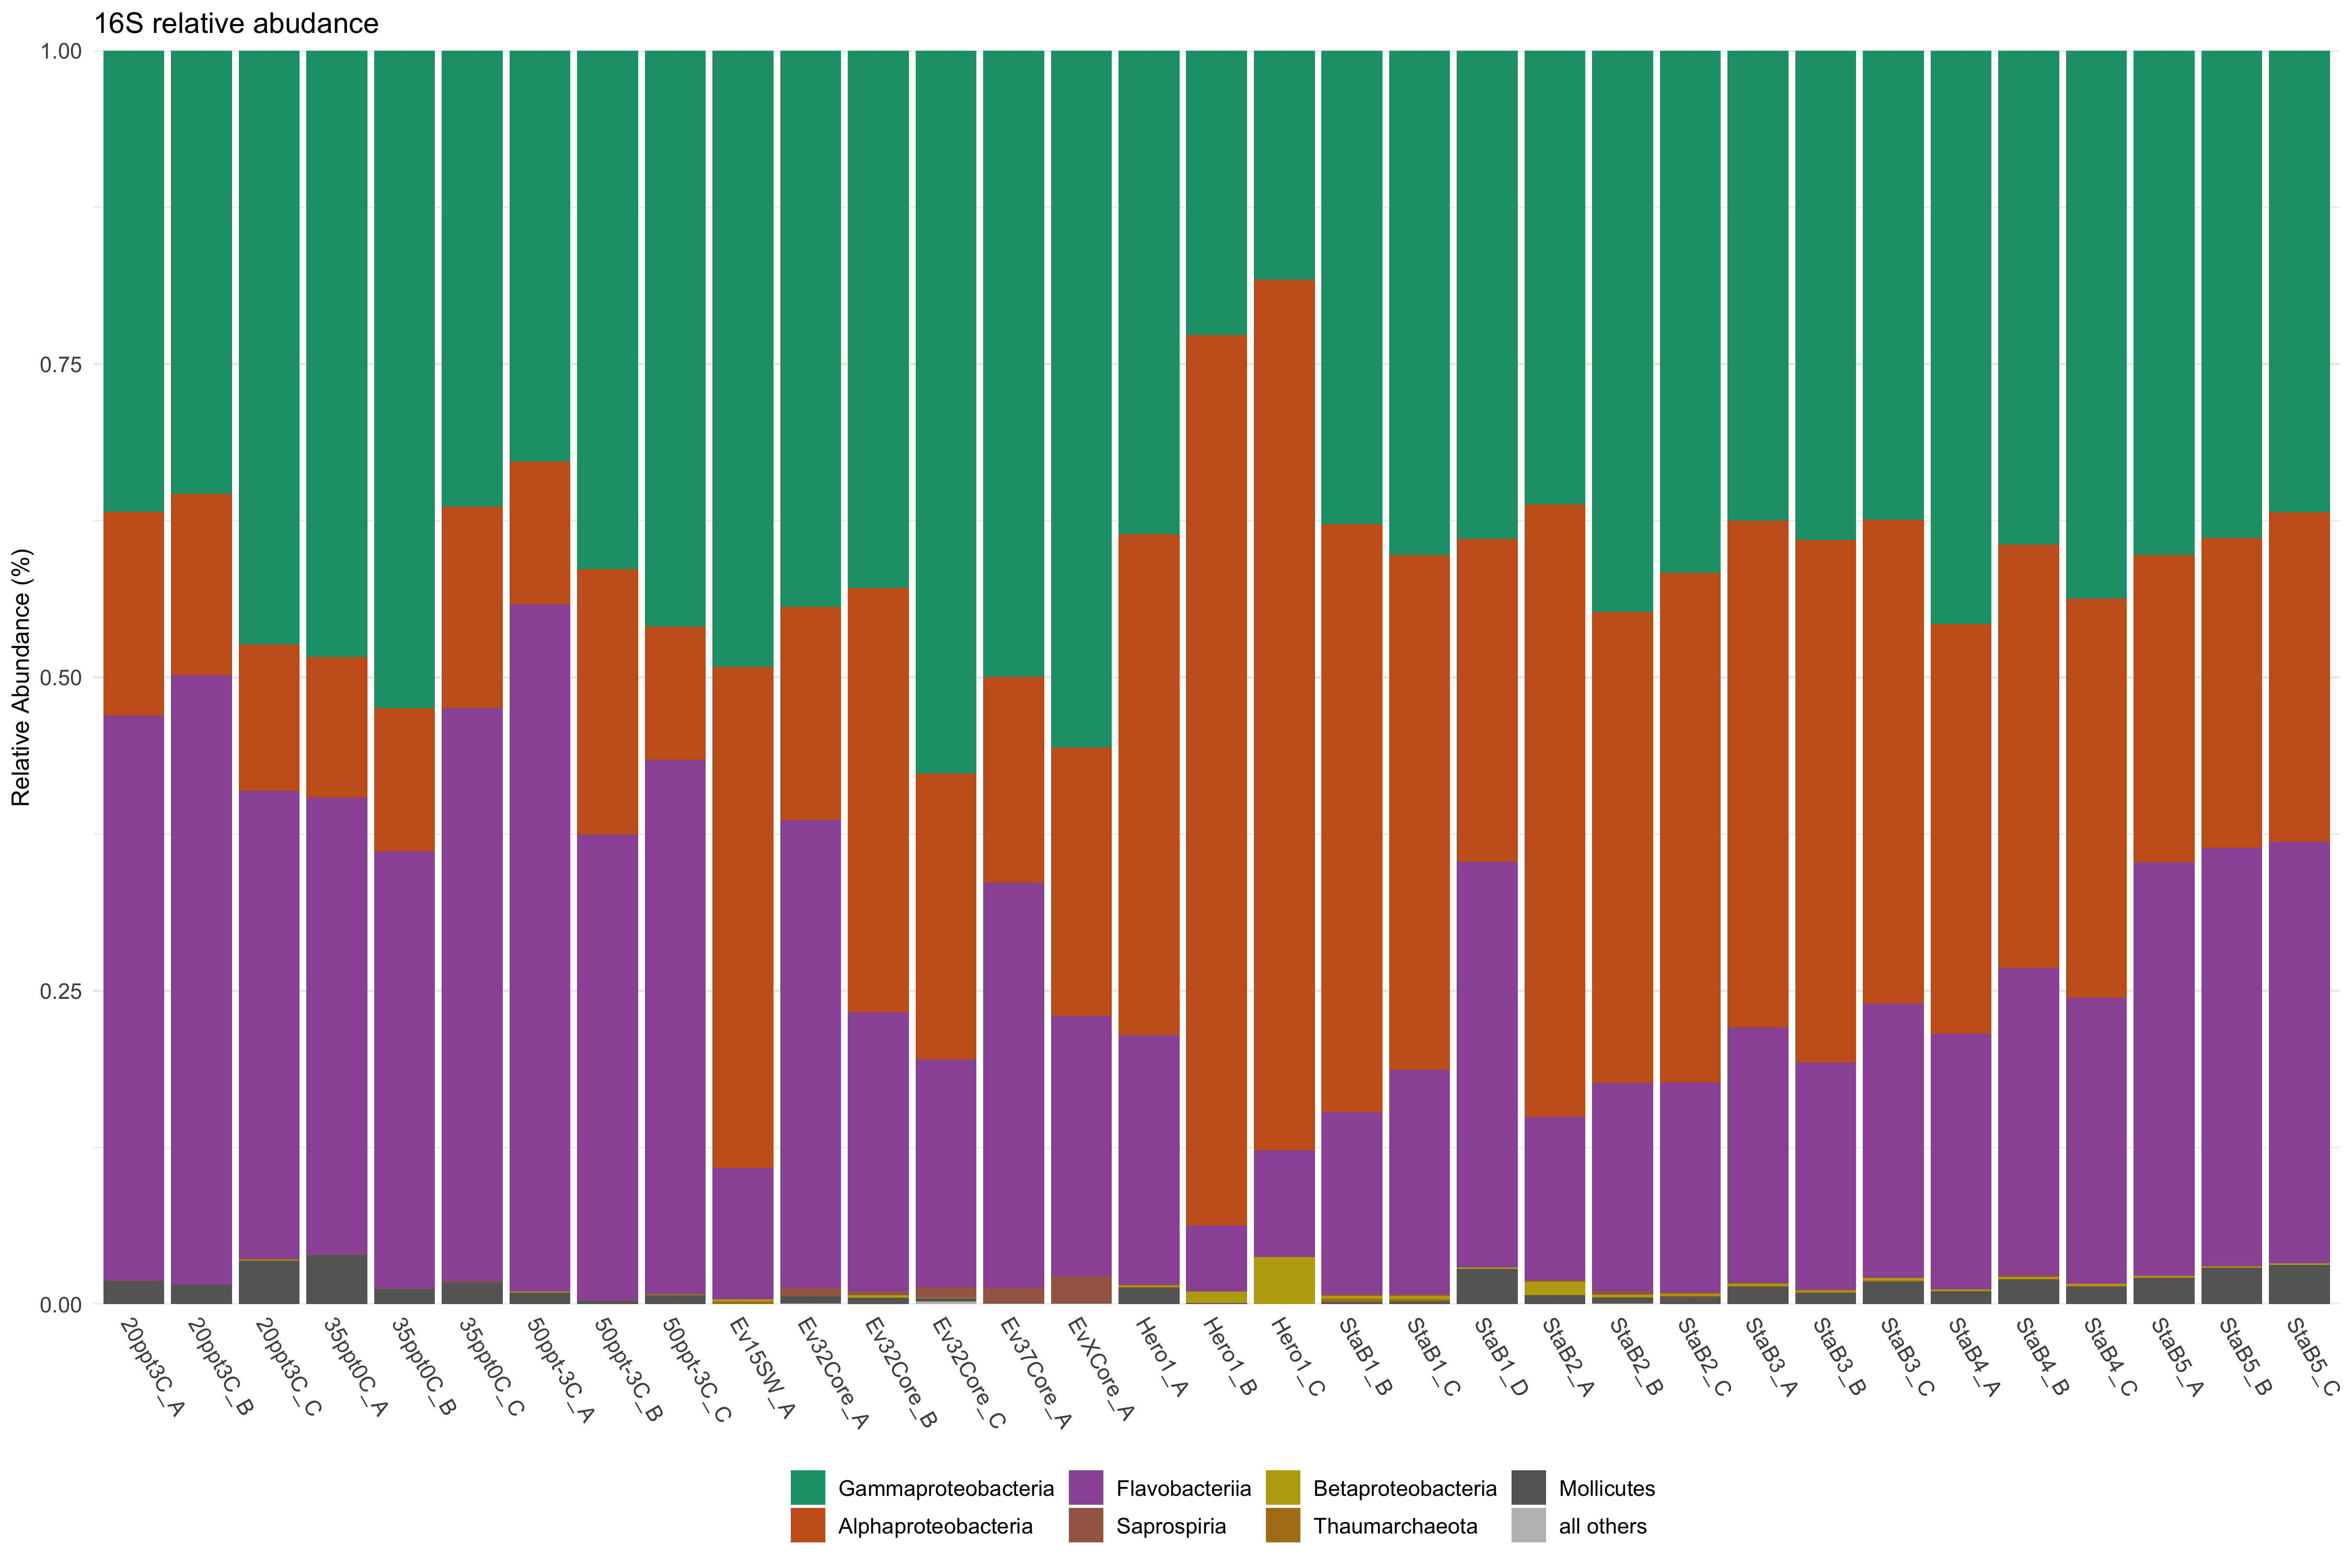 16S relative abudance
1.00
0.75
0.50
0.25
0.00
Relative Abundance (%)
20ppt3C_A
20ppt3C_B
20ppt3C_C
35ppt0C_A
35ppt0C_B
35ppt0C_C
50ppt-3C_A
50ppt-3C_B
50ppt-3C_C
Ev15SW_A
Ev32Core_A
Ev32Core_B
Ev32Core_C
Ev37Core_A
EvXCore_A
Hero1_A
Hero1_B
Hero1_C
StaB1_B
StaB1_C
StaB1_D
StaB2_A
StaB2_B
StaB2_C
StaB3_A
StaB3_B
StaB3_C
StaB4_A
StaB4_B
StaB4_C
StaB5_A
StaB5_B
StaB5_C
Gammaproteobacteria Flavobacteriia Betaproteobacteria Mollicutes
Alphaproteobacteria Saprospiria Thaumarchaeota all others